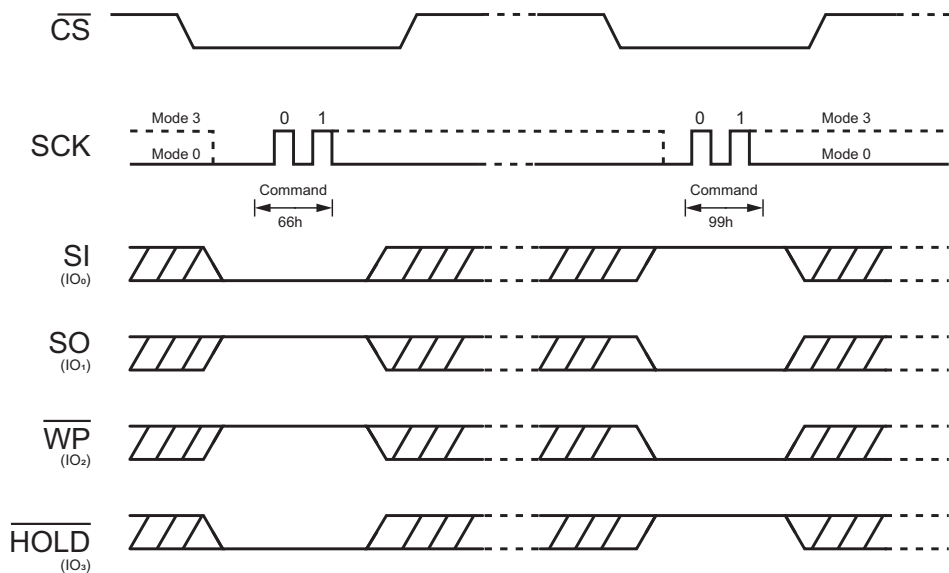 CS
Mode 3
0 1
0 1
Mode 3
SCK
Mode 0
Mode 0
Command
Command
66h
99h
SI
(IO₀)
SO
(IO₁)
WP
(IO₂)
HOLD
(IO₃)